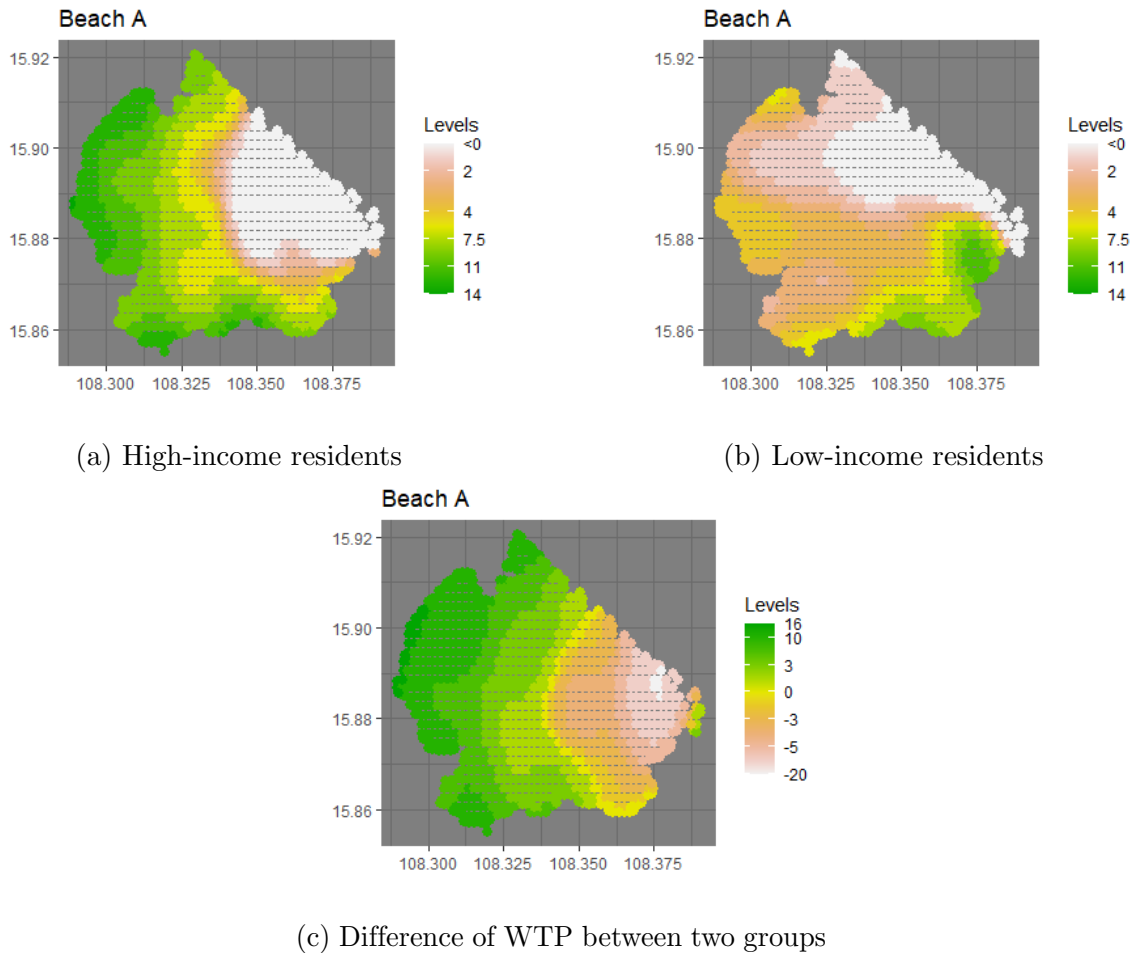 Beach A
15.92
15.90
15.88
15.86
108.300 108.325 108.350 108.375
Levels
<0
2
4
7.5
11
14
(a) High-income residents
Beach A
15.92
15.90
15.88
15.86
108.300 108.325 108.350 108.375
Levels
<0
2
4
7.5
11
14
(b) Low-income residents
Beach A
15.92
15.90
15.88
15.86
108.300 108.325 108.350 108.375
Levels
16
10
3
0
-3
-5
-20
(c) Difference of WTP between two groups